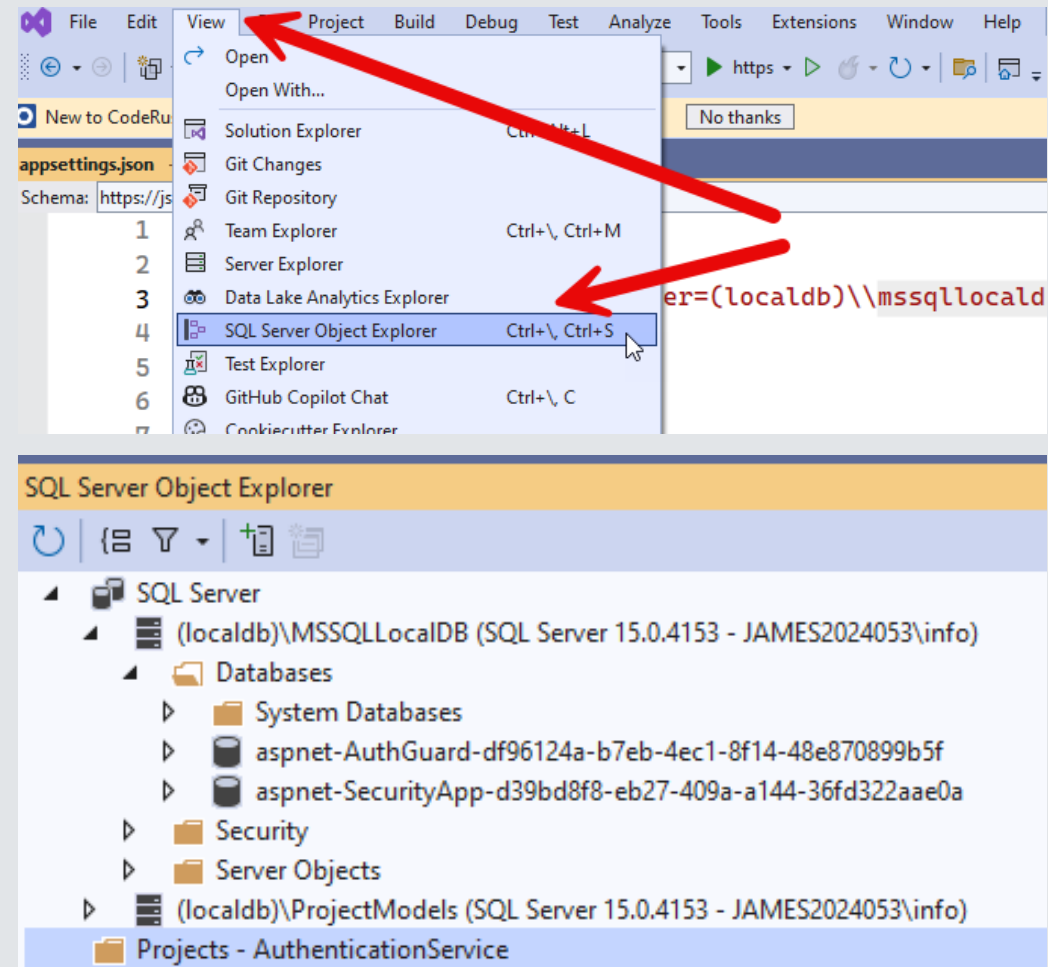 File Edit View Project Build Debug Test Analyze Tools Extensions Window Help
Open
https
Open With...
New to CodeRu
No thanks
Solution Explorer
appsettings.json
Git Changes
Schema: https://js
Git Repository
1
Team Explorer Ctrl+\, Ctrl+M
2
Server Explorer
3
Data Lake Analytics Explorer
er=(localdb)\\mssqllocald
4
SQL Server Object Explorer Ctrl+\, Ctrl+S
5
Test Explorer
6
GitHub Copilot Chat Ctrl+\, C
Cookiecutter Explorer
SQL Server Object Explorer
SQL Server
(localdb)\MSSQLLocalDB (SQL Server 15.0.4153 - JAMES2024053\info)
Databases
System Databases
aspnet-AuthGuard-df96124a-b7eb-4ec1-8f14-48e870899b5f
aspnet-SecurityApp-d39bd8f8-eb27-409a-a144-36fd322aae0a
Security
Server Objects
(localdb)\ProjectModels (SQL Server 15.0.4153 - JAMES2024053\info)
Projects - AuthenticationService